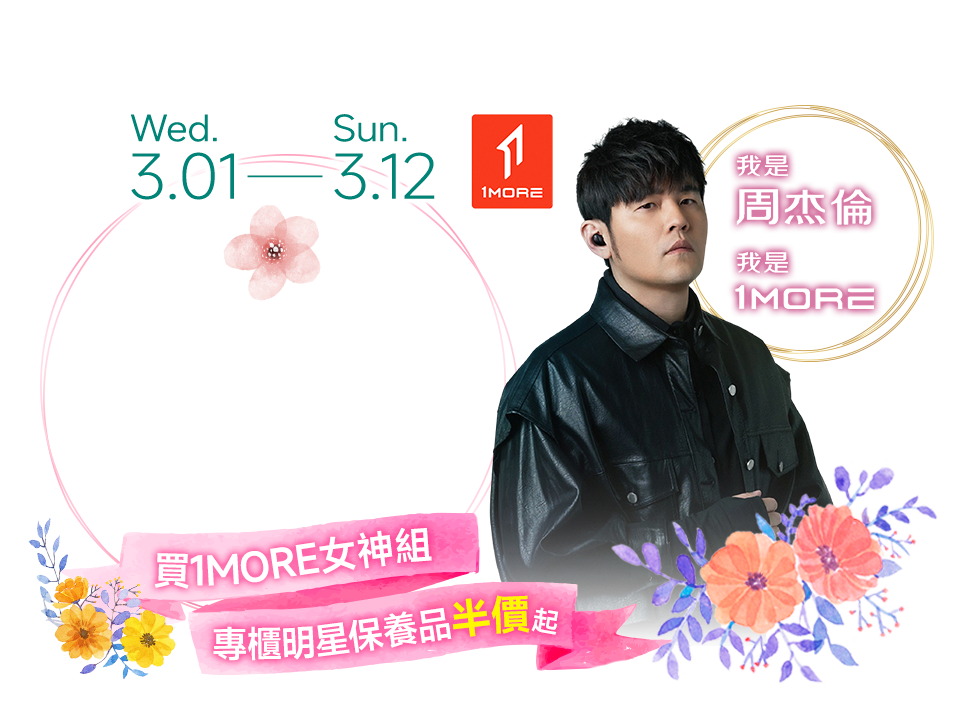 Wed.
3.01
Sun.
3.12
1MORE
我是
周杰倫
我是
1MORE
買1MORE女神組
專櫃明星保養品半價起